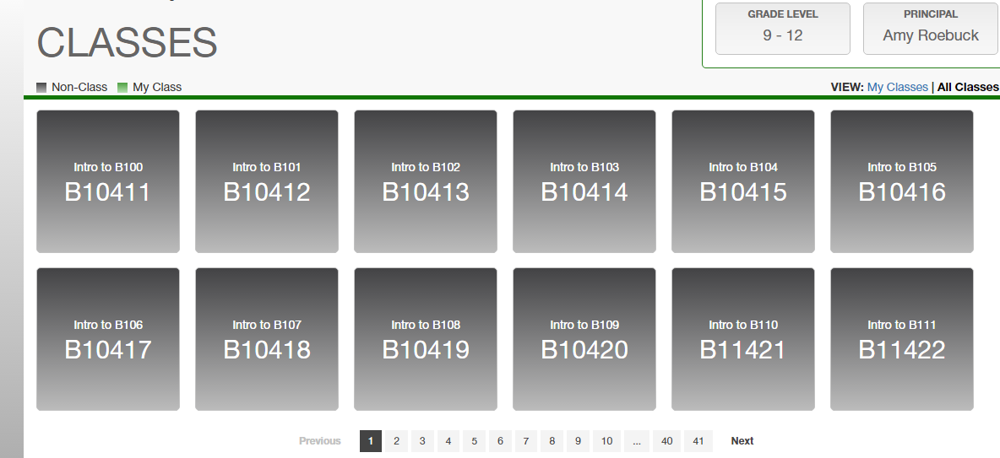 GRADE LEVEL
9 - 12
PRINCIPAL
Amy Roebuck
CLASSES
Non-Class My Class
VIEW: My Classes | All Classes
Intro to B100 Intro to B101 Intro to B102 Intro to B103 Intro to B104 Intro to B105
B10411 B10412 B10413 B10414 B10415 B10416
Intro to B106 Intro to B107 Intro to B108 Intro to B109 Intro to B110 Intro to B111
B10417 B10418 B10419 B10420 B11421 B11422
Previous 1 2 3 4 5 6 7 8 9 10 ... 40 41 Next